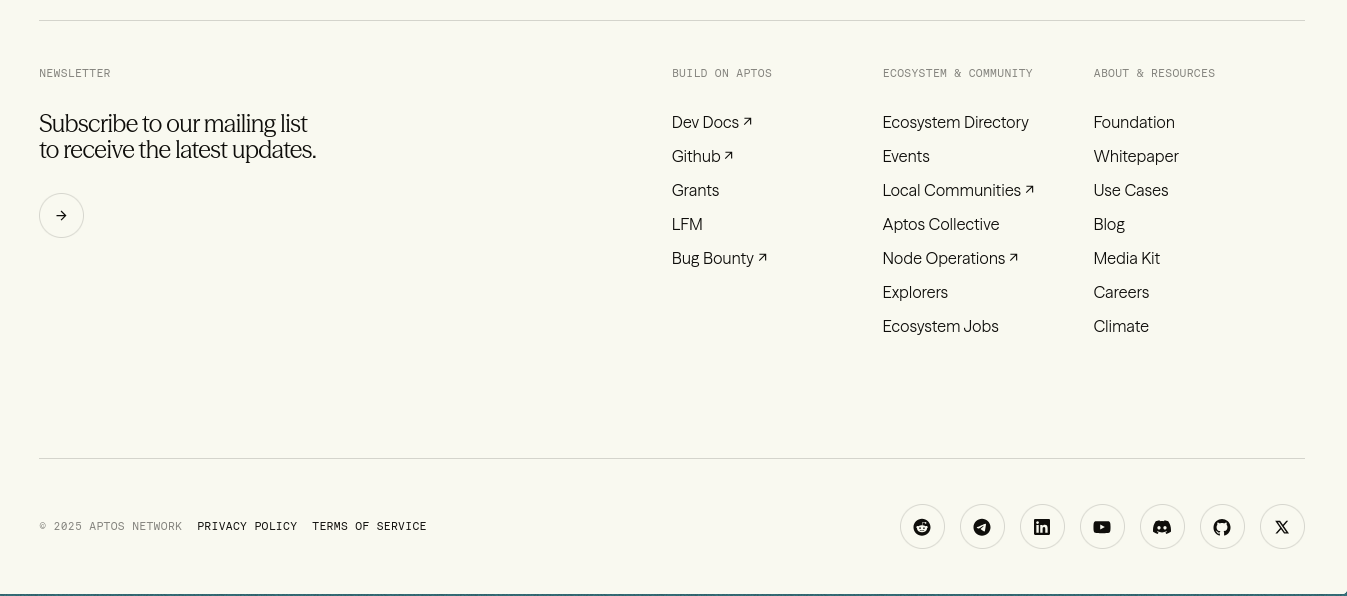 NEWSLETTER
Subscribe to our mailing list
to receive the latest updates.
BUILD ON APTOS
Dev Docs
Github
Grants
LFM
Bug Bounty
ECOSYSTEM & COMMUNITY
Ecosystem Directory
Events
Local Communities
Aptos Collective
Node Operations
Explorers
Ecosystem Jobs
ABOUT & RESOURCES
Foundation
Whitepaper
Use Cases
Blog
Media Kit
Careers
Climate
© 2025 APTOS NETWORK PRIVACY POLICY TERMS OF SERVICE